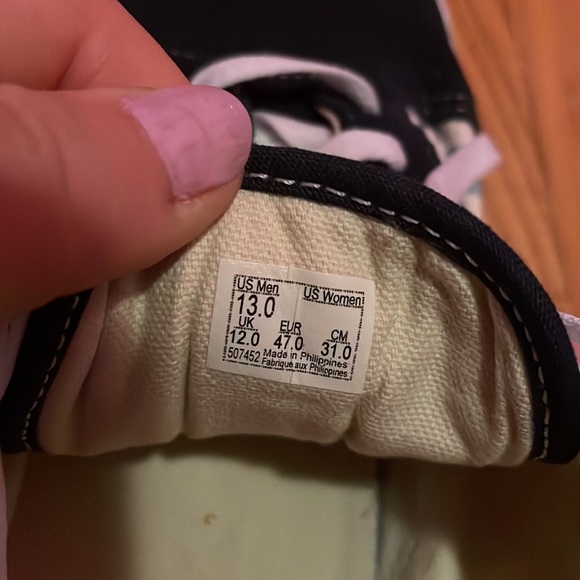 US Men US Women
13.0
UK EUR CM
12.0 47.0 31.0
507452 Made in Philippines
Fabriqué aux Philippines